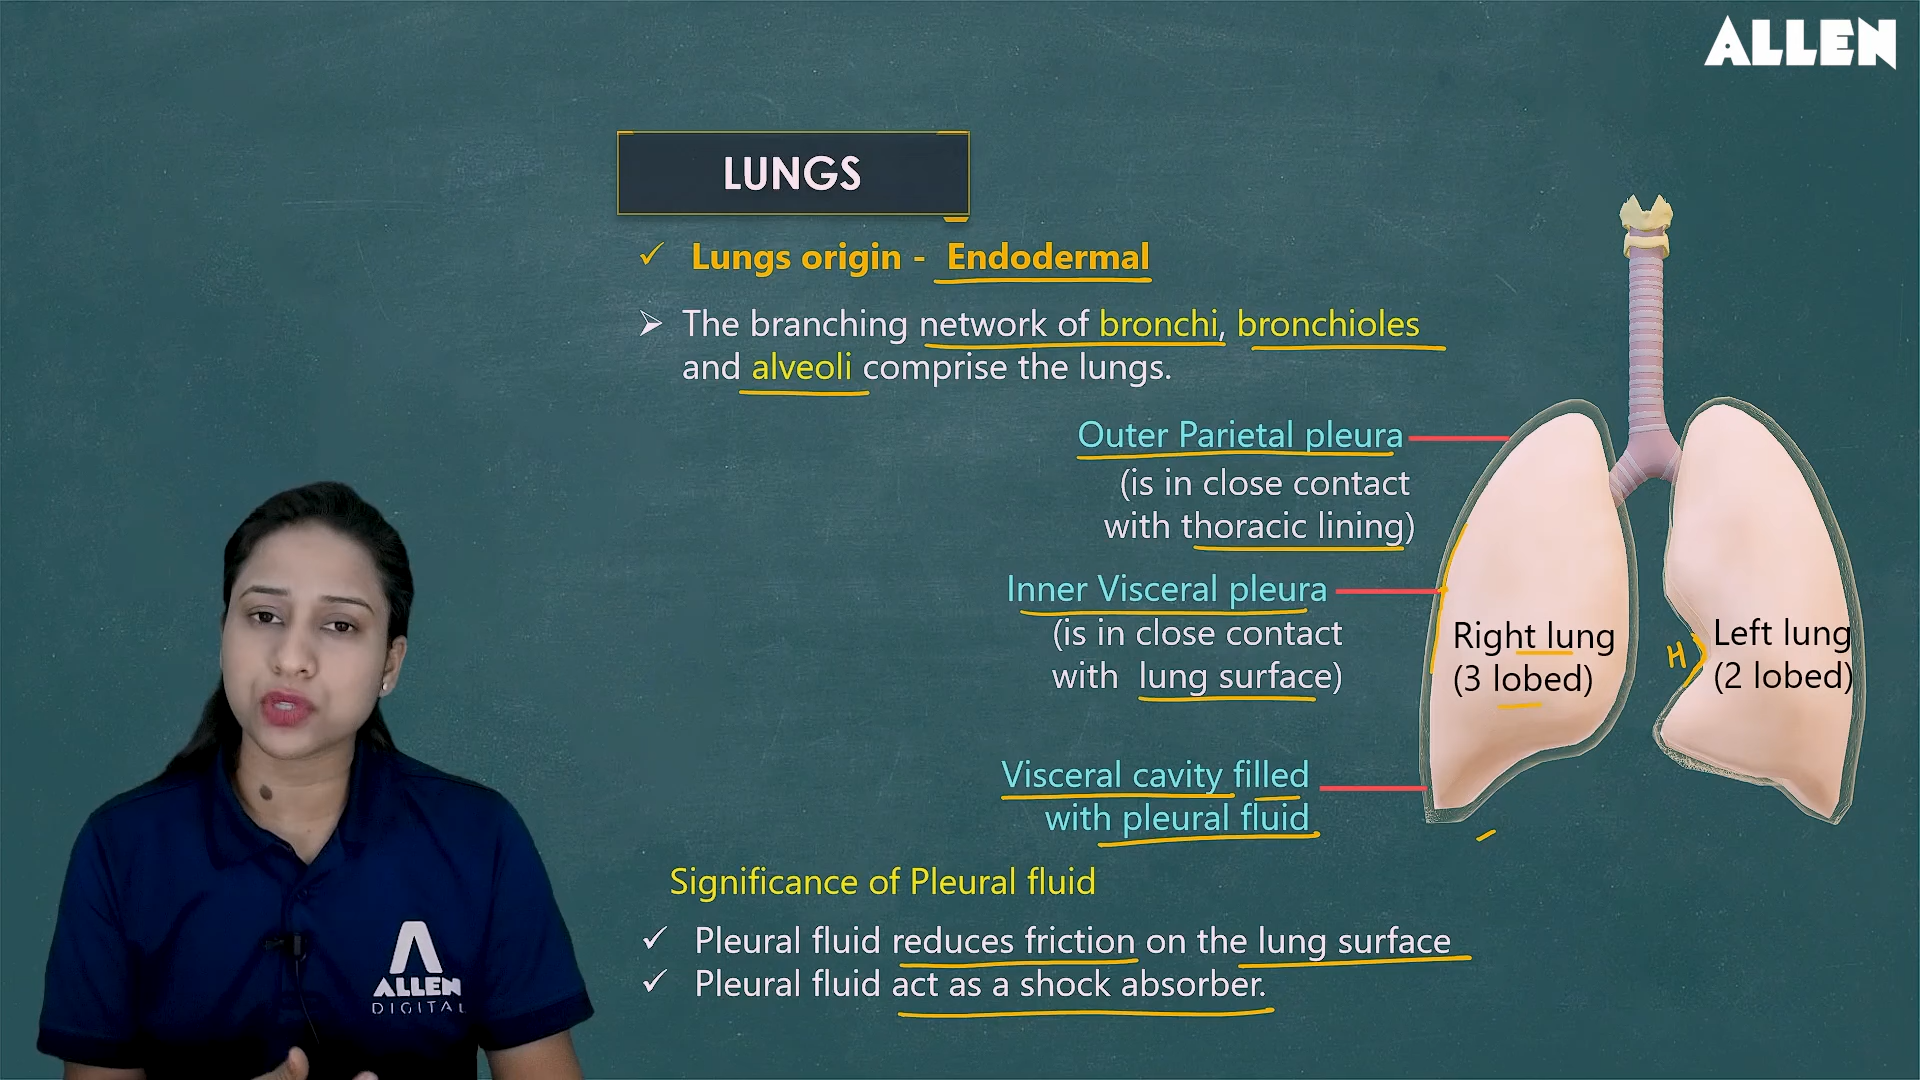 ALLEN
LUNGS
✓ Lungs origin - Endodermal
➢ The branching network of bronchi, bronchioles
and alveoli comprise the lungs.
Outer Parietal pleura
(is in close contact
with thoracic lining)
Inner Visceral pleura
(is in close contact
with lung surface)
Right lung
(3 lobed)
H
Left lung
(2 lobed)
Visceral cavity filled
with pleural fluid
Significance of Pleural fluid
✓ Pleural fluid reduces friction on the lung surface
✓ Pleural fluid act as a shock absorber.
ALLEN
DIGITAL